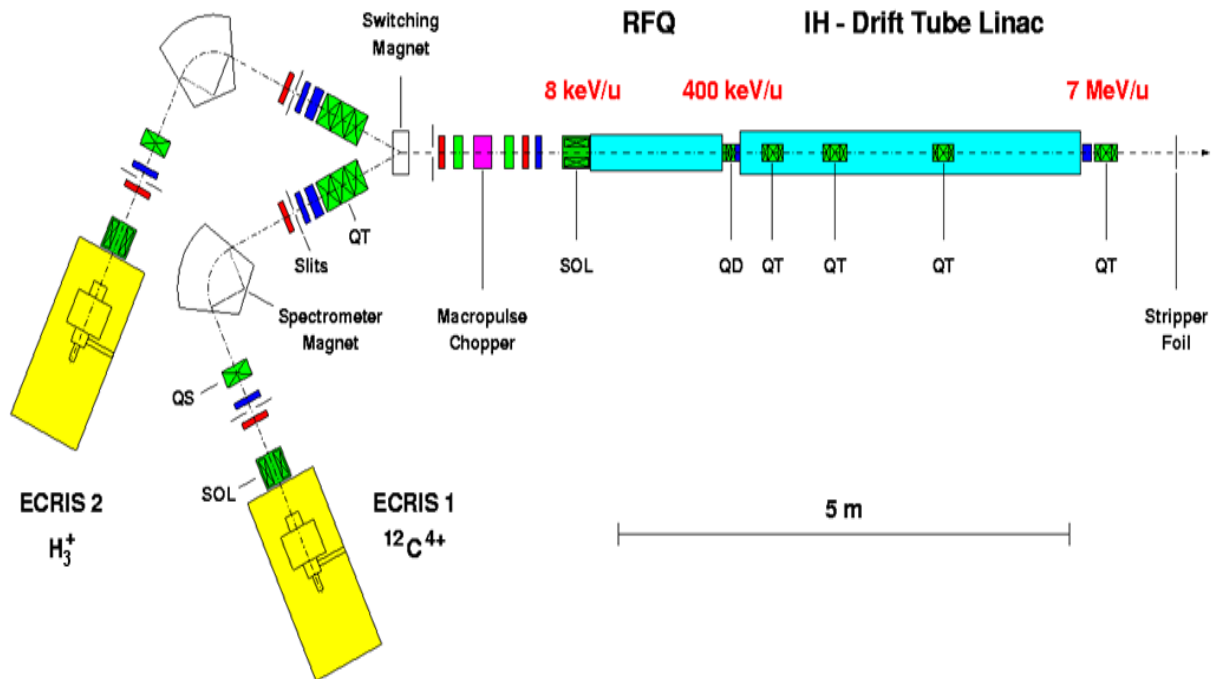 Switching
Magnet
RFQ
IH - Drift Tube Linac
8 keV/u
400 keV/u
7 MeV/u
QT
Slits
SOL
QD
QT
QT
QT
QT
Spectrometer
Magnet
Macropulse
Chopper
Stripper
Foil
QS
SOL
ECRIS 2
H₃⁺
ECRIS 1
¹²C⁴⁺
5 m